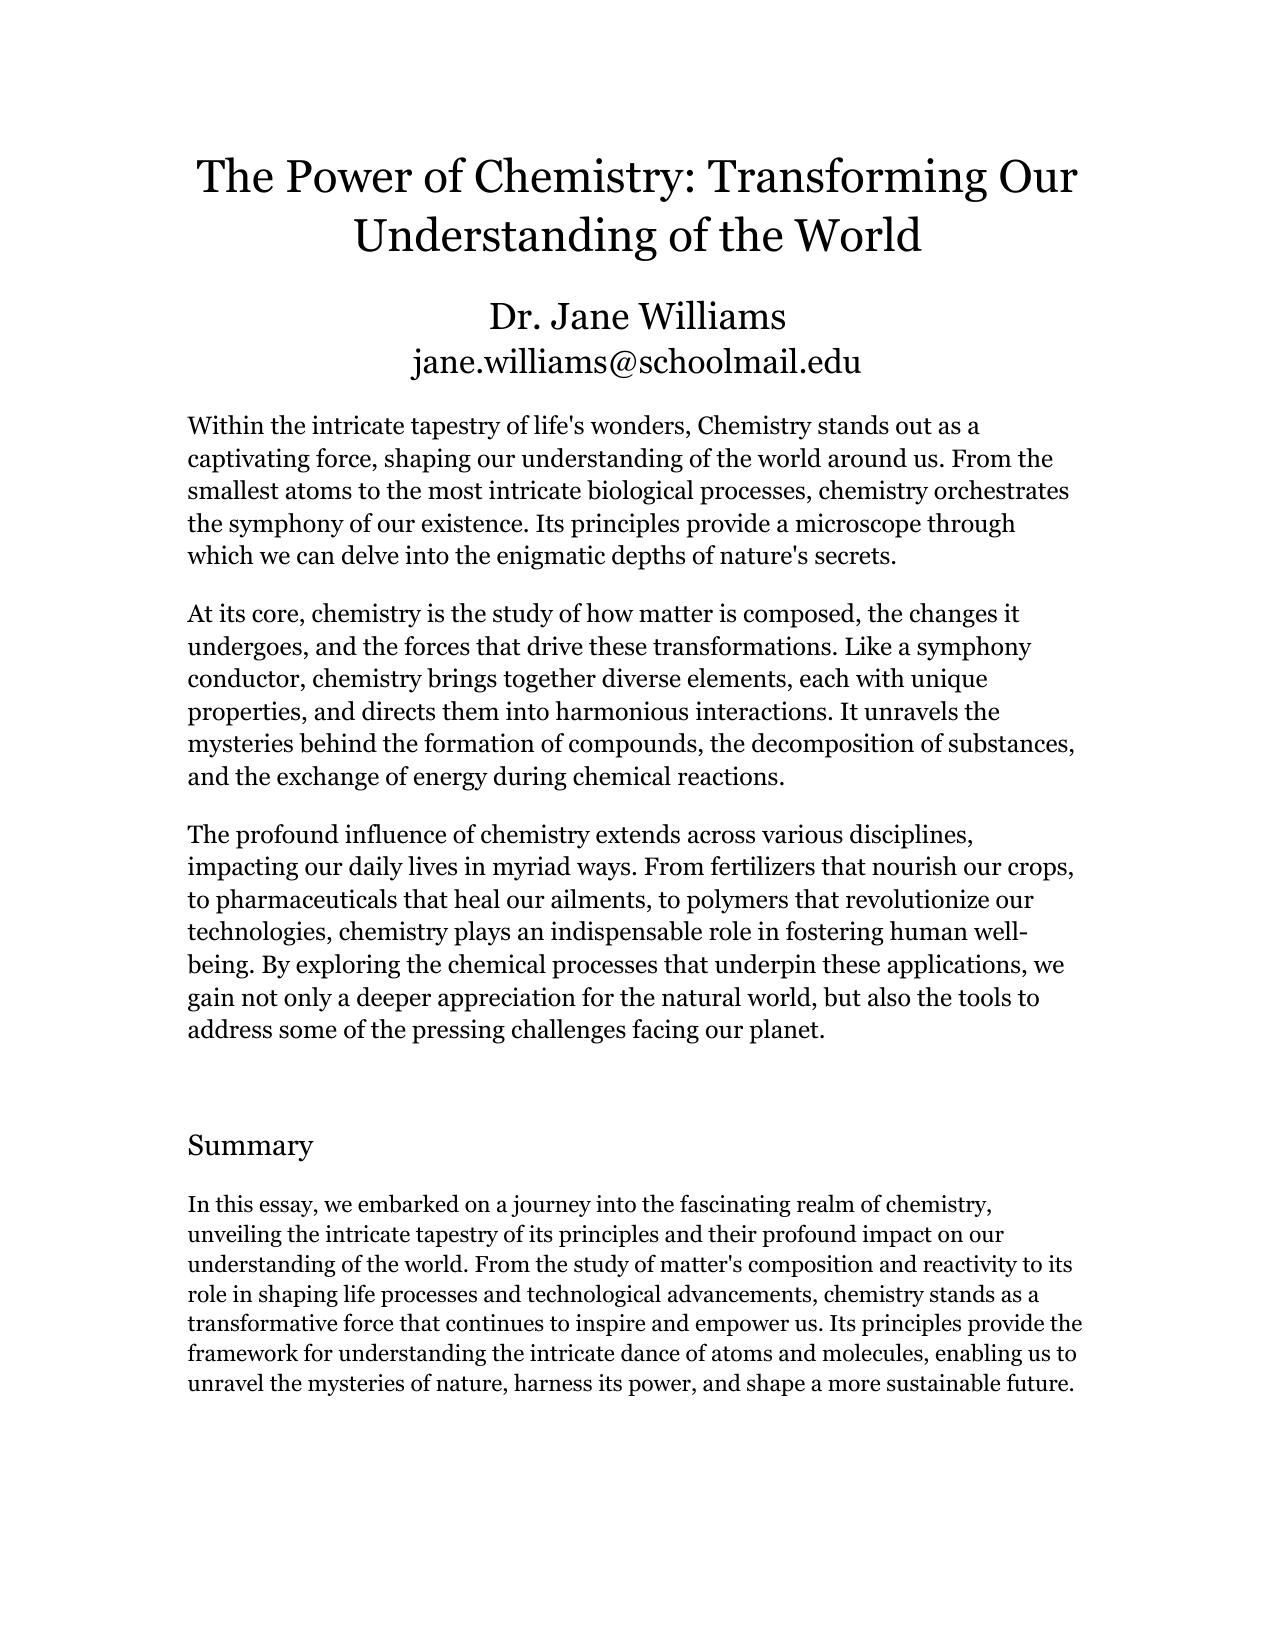 The Power of Chemistry: Transforming Our
Understanding of the World
Dr. Jane Williams
jane.williams@schoolmail.edu
Within the intricate tapestry of life's wonders, Chemistry stands out as a
captivating force, shaping our understanding of the world around us. From the
smallest atoms to the most intricate biological processes, chemistry orchestrates
the symphony of our existence. Its principles provide a microscope through
which we can delve into the enigmatic depths of nature's secrets.
At its core, chemistry is the study of how matter is composed, the changes it
undergoes, and the forces that drive these transformations. Like a symphony
conductor, chemistry brings together diverse elements, each with unique
properties, and directs them into harmonious interactions. It unravels the
mysteries behind the formation of compounds, the decomposition of substances,
and the exchange of energy during chemical reactions.
The profound influence of chemistry extends across various disciplines,
impacting our daily lives in myriad ways. From fertilizers that nourish our crops,
to pharmaceuticals that heal our ailments, to polymers that revolutionize our
technologies, chemistry plays an indispensable role in fostering human well-
being. By exploring the chemical processes that underpin these applications, we
gain not only a deeper appreciation for the natural world, but also the tools to
address some of the pressing challenges facing our planet.
Summary
In this essay, we embarked on a journey into the fascinating realm of chemistry,
unveiling the intricate tapestry of its principles and their profound impact on our
understanding of the world. From the study of matter's composition and reactivity to its
role in shaping life processes and technological advancements, chemistry stands as a
transformative force that continues to inspire and empower us. Its principles provide the
framework for understanding the intricate dance of atoms and molecules, enabling us to
unravel the mysteries of nature, harness its power, and shape a more sustainable future.